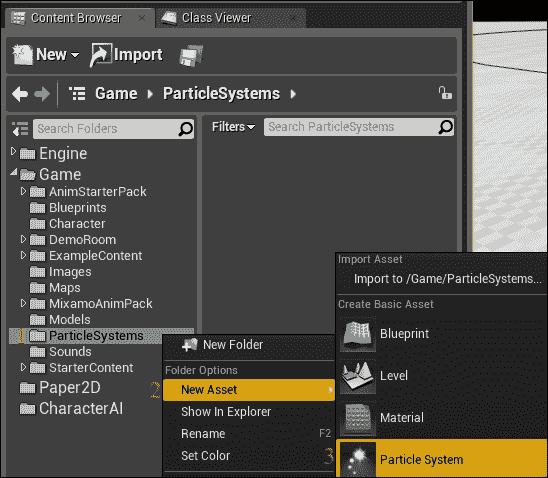 Content Browser
Class Viewer
New
Import
Game
ParticleSystems
Search Folders
Filters
Search ParticleSystems
Engine
Game
AnimStarterPack
Blueprints
Character
DemoRoom
ExampleContent
Images
Maps
MixamoAnimPack
Models
ParticleSystems
Sounds
StarterContent
Paper2D
CharacterAI
1
2
3
New Folder
Folder Options
New Asset
Show In Explorer
Rename F2
Set Color
Import Asset
Import to /Game/ParticleSystems...
Create Basic Asset
Blueprint
Level
Material
Particle System